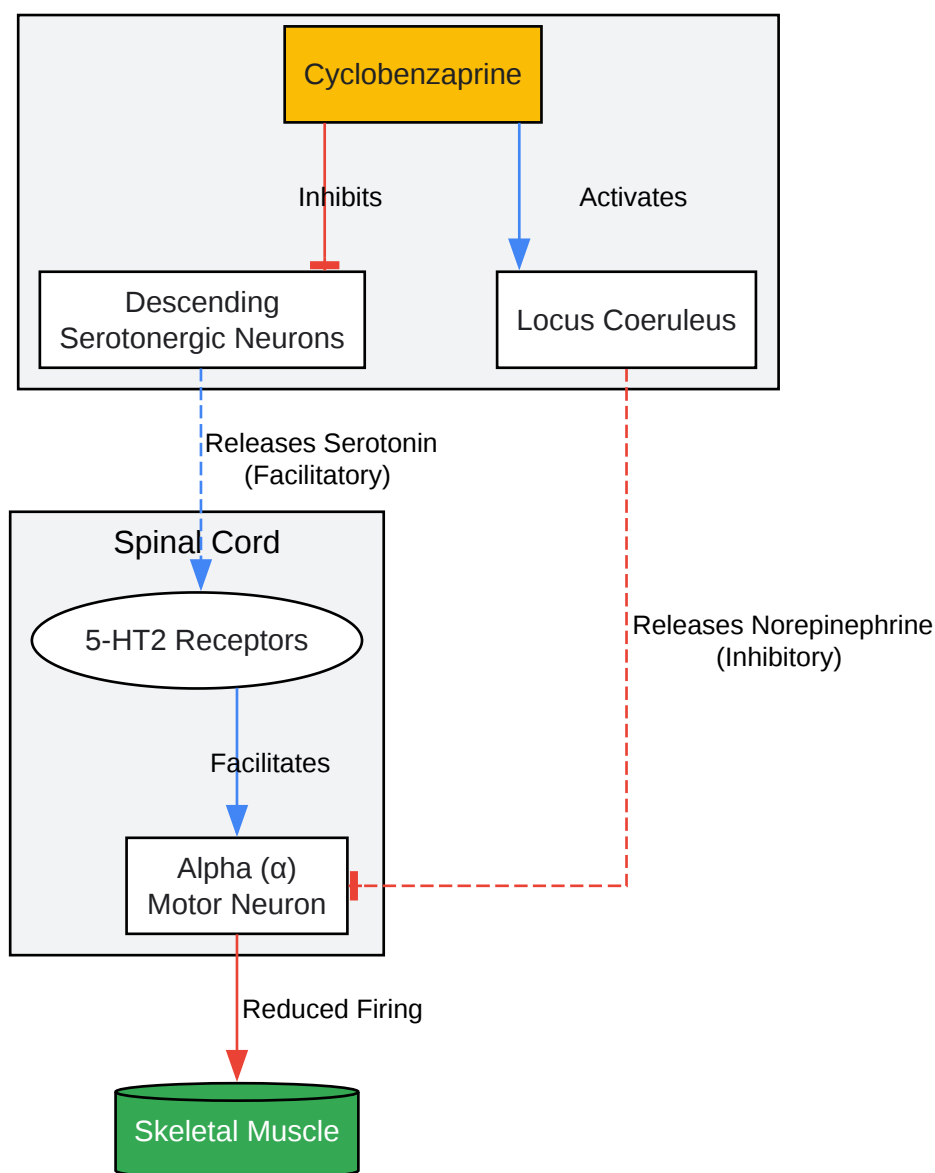 Cyclobenzaprine
Inhibits
Activates
Descending
Serotonergic Neurons
Locus Coeruleus
Releases Serotonin
(Facilitatory)
Spinal Cord
5-HT2 Receptors
Releases Norepinephrine
(Inhibitory)
Facilitates
Alpha (α)
Motor Neuron
Reduced Firing
Skeletal Muscle